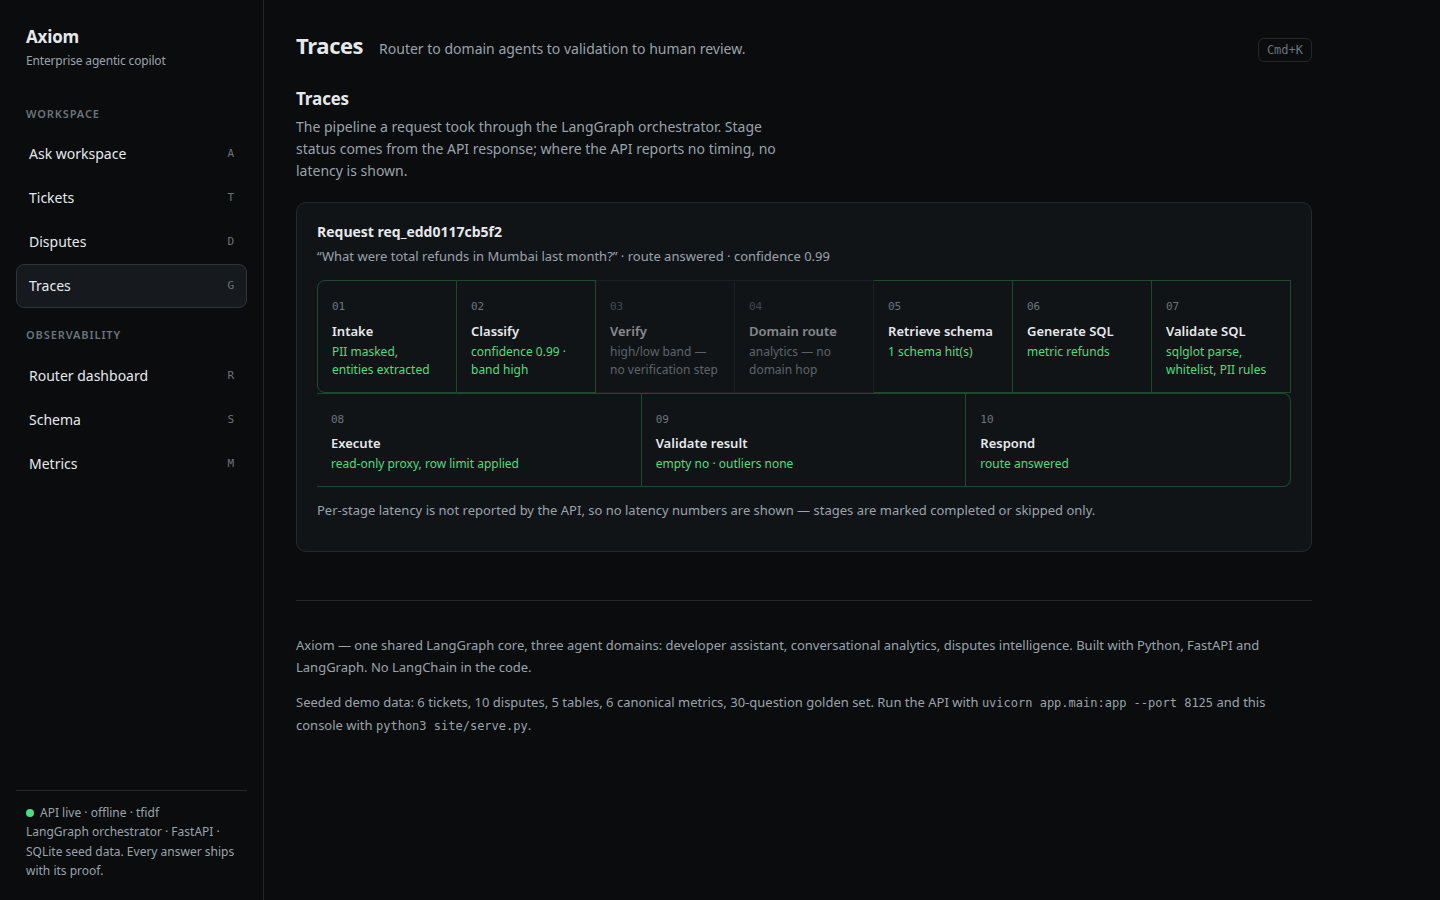 Axiom
Enterprise agentic copilot
WORKSPACE
Ask workspace A
Tickets T
Disputes D
Traces G
OBSERVABILITY
Router dashboard R
Schema S
Metrics M
API live · offline · tfidf
LangGraph orchestrator · FastAPI ·
SQLite seed data. Every answer ships
with its proof.
Traces Router to domain agents to validation to human review. Cmd+K
Traces
The pipeline a request took through the LangGraph orchestrator. Stage
status comes from the API response; where the API reports no timing, no
latency is shown.
Request req_edd0117cb5f2
“What were total refunds in Mumbai last month?” · route answered · confidence 0.99
01
Intake
PII masked,
entities extracted
02
Classify
confidence 0.99 ·
band high
03
Verify
high/low band —
no verification step
04
Domain route
analytics — no
domain hop
05
Retrieve schema
1 schema hit(s)
06
Generate SQL
metric refunds
07
Validate SQL
sqlglot parse,
whitelist, PII rules
08
Execute
read-only proxy, row limit applied
09
Validate result
empty no · outliers none
10
Respond
route answered
Per-stage latency is not reported by the API, so no latency numbers are shown — stages are marked completed or skipped only.
Axiom — one shared LangGraph core, three agent domains: developer assistant, conversational analytics, disputes intelligence. Built with Python, FastAPI and
LangGraph. No LangChain in the code.
Seeded demo data: 6 tickets, 10 disputes, 5 tables, 6 canonical metrics, 30-question golden set. Run the API with uvicorn app.main:app --port 8125 and this
console with python3 site/serve.py.